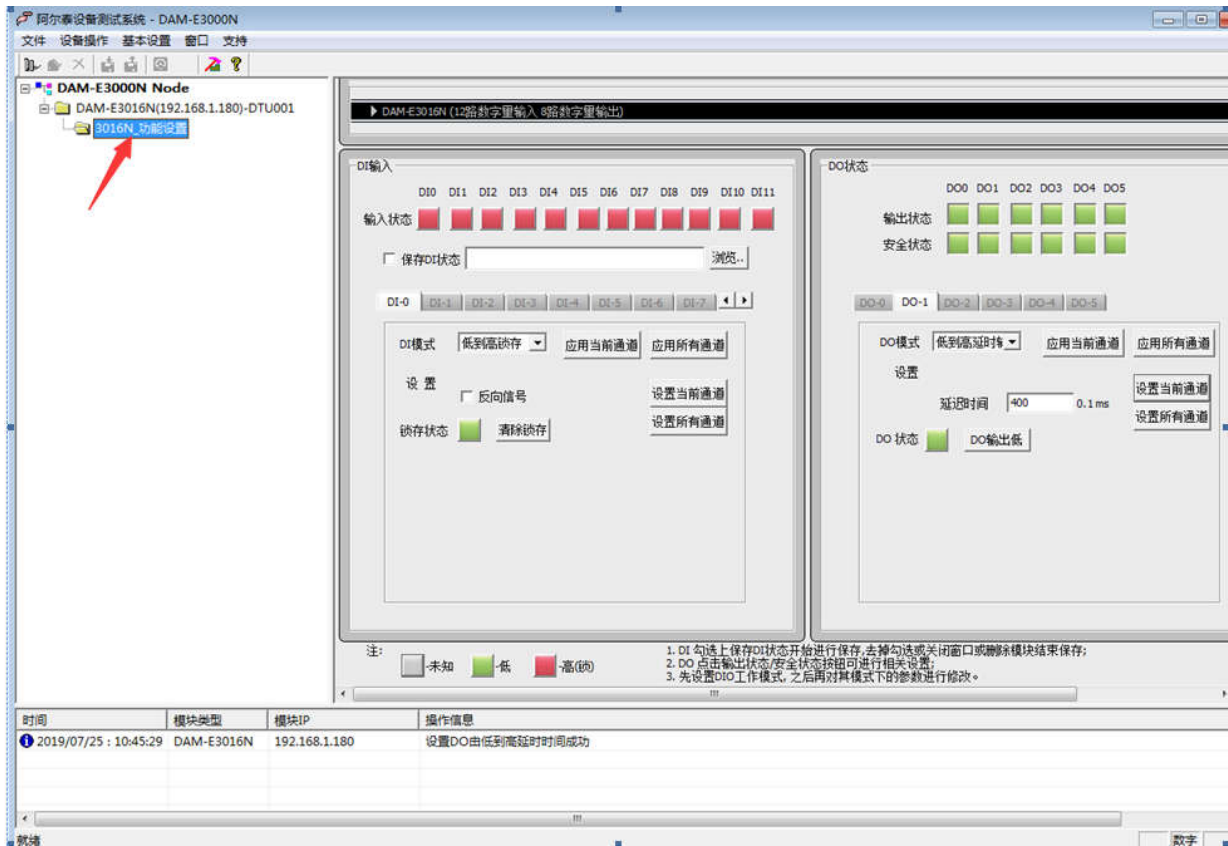 阿尔泰设备测试系统 - DAM-E3000N
文件 设备操作 基本设置 窗口 支持
DAM-E3000N Node
DAM-E3016N(192.168.1.180)-DTU001
3016N_功能设置
DAM-E3016N (12路数字里输入 8路数字里输出)
DI输入
DI0 DI1 DI2 DI3 DI4 DI5 DI6 DI7 DI8 DI9 DI10 DI11
输入状态
保存DI状态 浏览..
DI-0 DI-1 DI-2 DI-3 DI-4 DI-5 DI-6 DI-7
DI模式 低到高锁存 应用当前通道 应用所有通道
设 置 反向信号 设置当前通道
设置所有通道
锁存状态 清除锁存
DO状态
DO0 DO1 DO2 DO3 DO4 DO5
输出状态
安全状态
DO-0 DO-1 DO-2 DO-3 DO-4 DO-5
DO模式 低到高延时 应用当前通道 应用所有通道
设置 设置当前通道
延迟时间 400 0.1ms
设置所有通道
DO 状态 DO输出低
注:
-未知 -低 -高(锁)
1. DI 勾选上保存DI状态开始进行保存,去掉勾选或关闭窗口或删除模块结束保存;
2. DO 点击输出状态/安全状态按钮可进行相关设置;
3. 先设置DIO工作模式, 之后再对其模式下的参数进行修改。
时间 模块类型 模块IP 操作信息
2019/07/25 : 10:45:29 DAM-E3016N 192.168.1.180 设置DO由低到高延时时间成功
就绪 数字